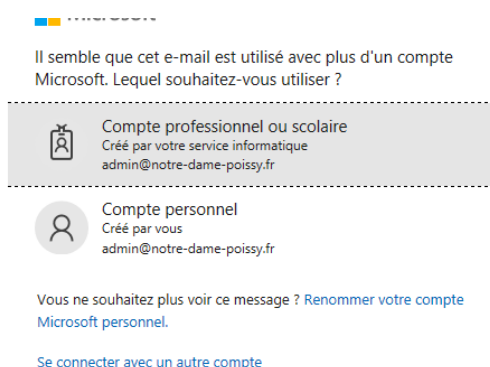 Microsoft
Il semble que cet e-mail est utilisé avec plus d'un compte
Microsoft. Lequel souhaitez-vous utiliser ?
Compte professionnel ou scolaire
Créé par votre service informatique
admin@notre-dame-poissy.fr
Compte personnel
Créé par vous
admin@notre-dame-poissy.fr
Vous ne souhaitez plus voir ce message ? Renommer votre compte
Microsoft personnel.
Se connecter avec un autre compte